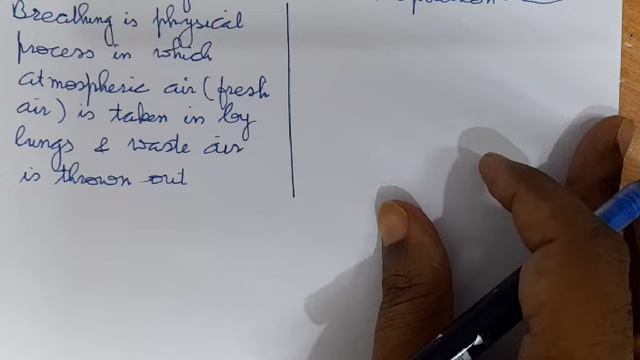 Breathing is physical
process in which
atmospheric air (fresh
air) is taken in by
lungs & waste air
is thrown out